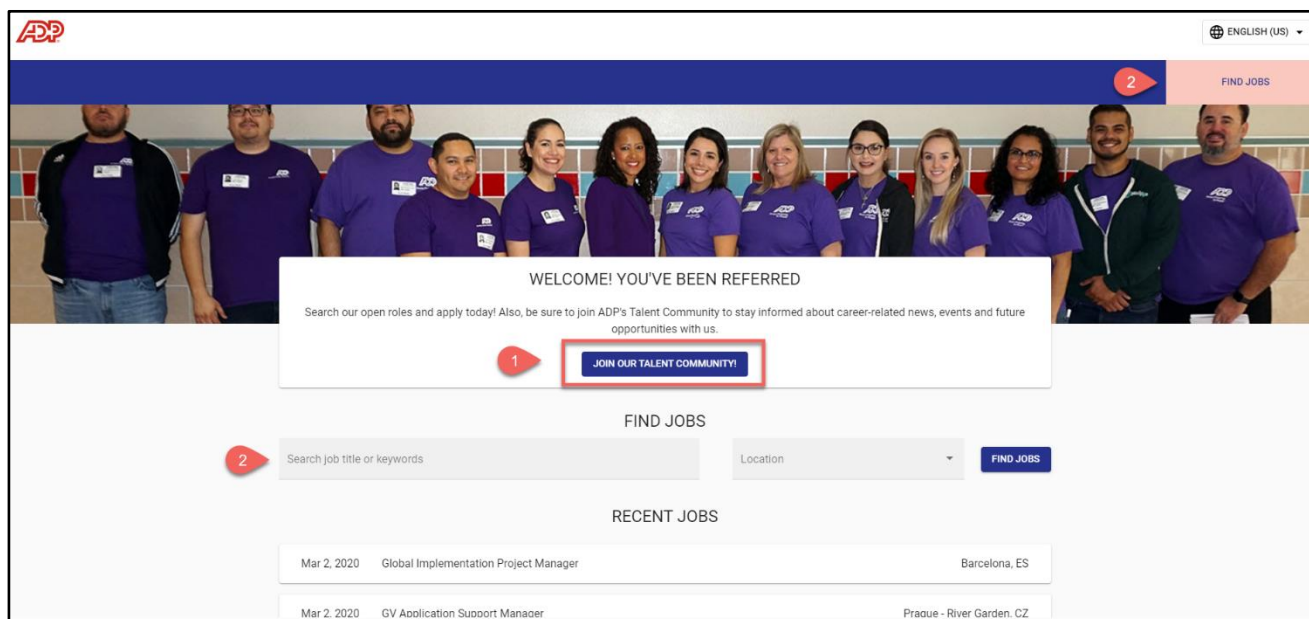 ADP
ENGLISH (US)
2
FIND JOBS
WELCOME! YOU'VE BEEN REFERRED
Search our open roles and apply today! Also, be sure to join ADP's Talent Community to stay informed about career-related news, events and future
opportunities with us.
1
JOIN OUR TALENT COMMUNITY!
FIND JOBS
2
Search job title or keywords
Location
FIND JOBS
RECENT JOBS
Mar 2, 2020 Global Implementation Project Manager Barcelona, ES
Mar 2, 2020 GV Application Support Manager Prague - River Garden, CZ